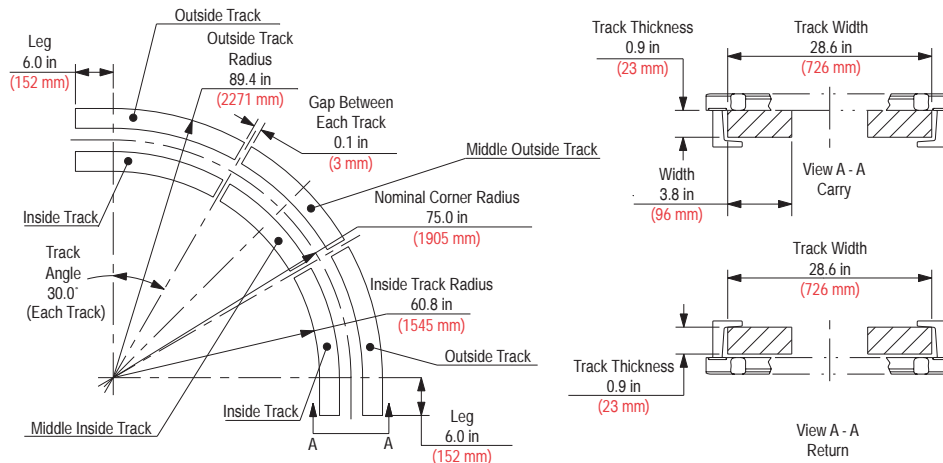 Outside Track
Leg
6.0 in
(152 mm)
Outside Track
Radius
89.4 in
(2271 mm)
Gap Between
Each Track
0.1 in
(3 mm)
Middle Outside Track
Nominal Corner Radius
75.0 in
(1905 mm)
Inside Track
Track
Angle
30.0°
(Each Track)
Inside Track Radius
60.8 in
(1545 mm)
Outside Track
Inside Track
Middle Inside Track
A
A
Leg
6.0 in
(152 mm)
Track Thickness
0.9 in
(23 mm)
Track Width
28.6 in
(726 mm)
Width
3.8 in
(96 mm)
View A - A
Carry
Track Width
28.6 in
(726 mm)
Track Thickness
0.9 in
(23 mm)
View A - A
Return